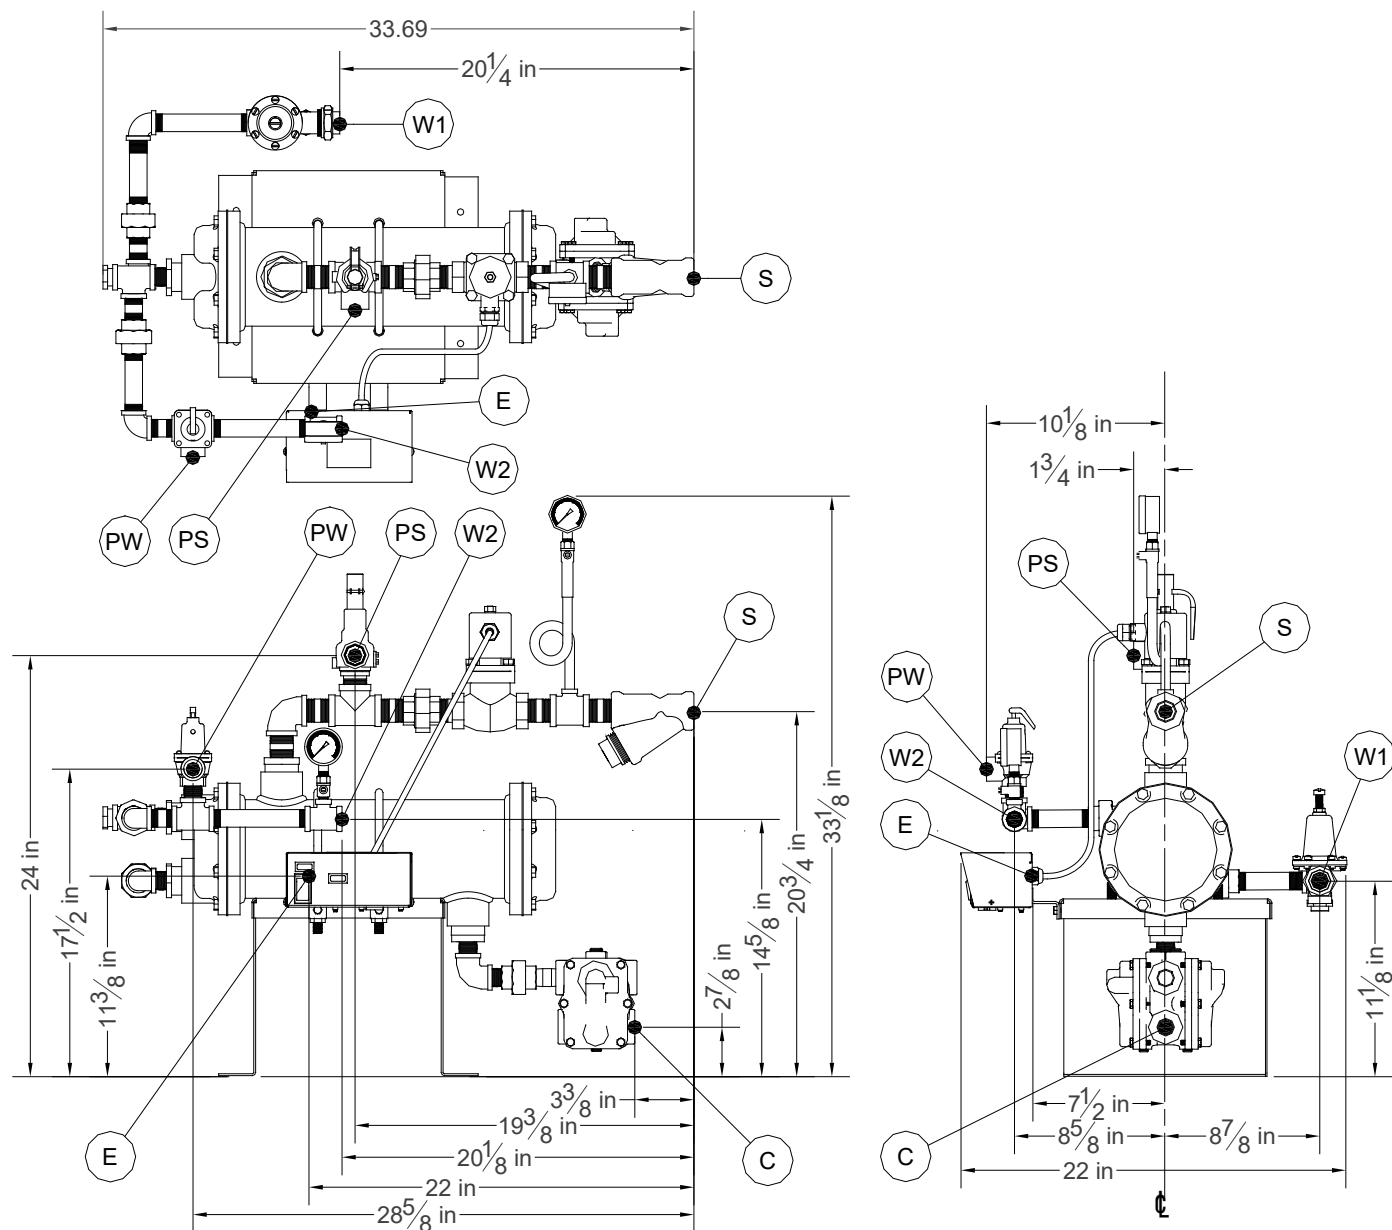 33.69
20 1/4 in
W1
S
E
W2
PW
PS
PW
PS
W2
S
24 in
17 1/2 in
11 3/8 in
33 1/8 in
20 3/4 in
14 5/8 in
2 7/8 in
3 3/8 in
19 3/8 in
20 1/8 in
22 in
28 5/8 in
E
C
10 1/8 in
1 3/4 in
PS
S
PW
W2
W1
E
11 1/8 in
7 1/2 in
8 5/8 in
8 7/8 in
22 in
C
℄